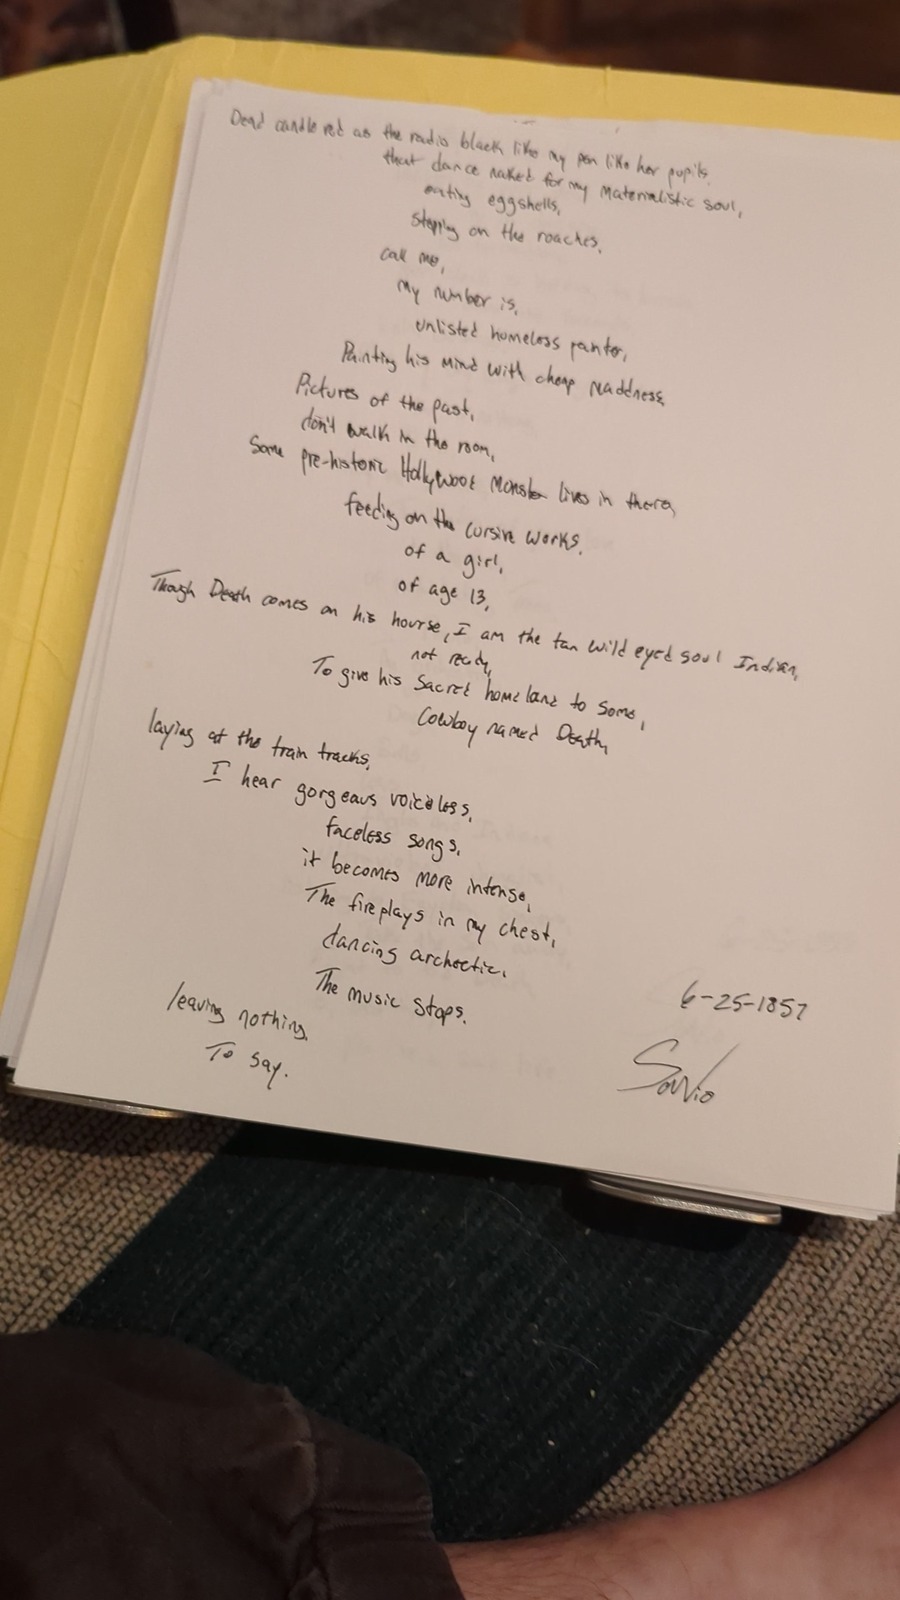 Dead candle red as the radio black like my pen like her pupils.
that dance naked for my Materialistic soul,
eating eggshells,
stepping on the roaches,
call me,
my number is,
unlisted homeless painter,
Painting his Mind with cheap Maddness
Pictures of the past,
don't walk in the room,
Some pre-historic Hollywood Monster lives in there,
feeding on the cursive works,
of a girl,
of age 13,
Though Death comes on his hourse, I am the tan wild eyed soul Indian,
not ready,
To give his Sacred homeland to Some,
Cowboy named Death,
laying at the train tracks,
I hear gorgeous voiceless,
faceless songs,
it becomes more intense,
The fire plays in my chest,
dancing archeetic.
The music stops.
leaving nothing.
To say.
6-25-1857